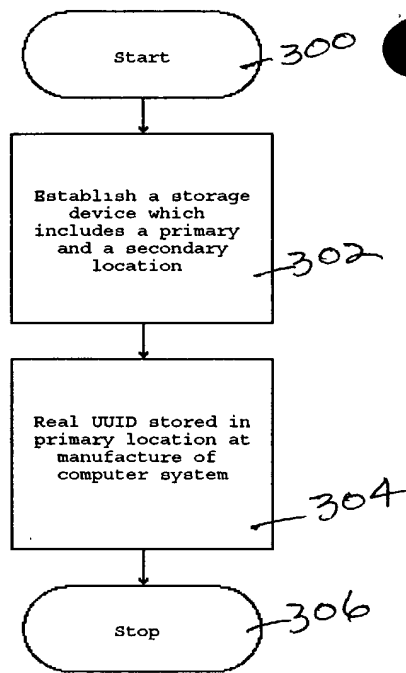 Start
300
Establish a storage
device which
includes a primary
and a secondary
location
302
Real UUID stored in
primary location at
manufacture of
computer system
304
Stop
306